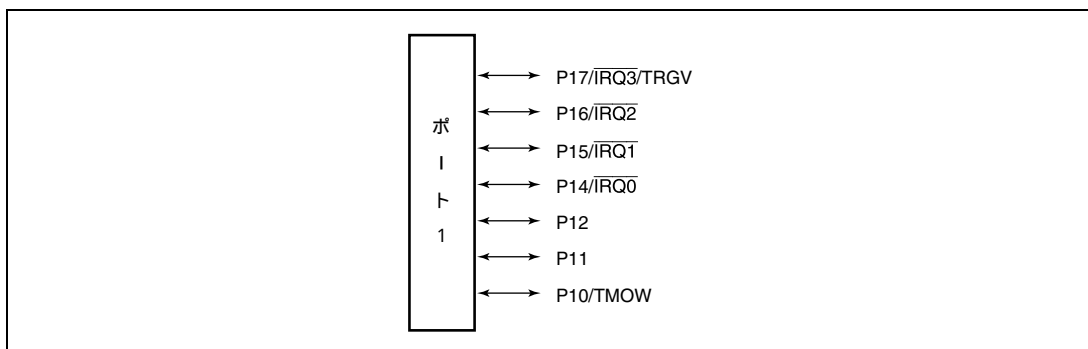 ポート1
P17/IRQ3/TRGV
P16/IRQ2
P15/IRQ1
P14/IRQ0
P12
P11
P10/TMOW